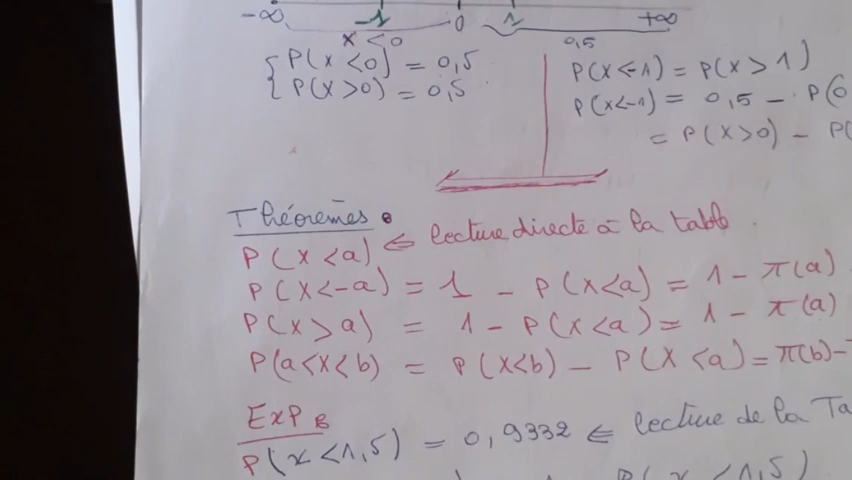 -∞ -1 0 1 +∞
x < 0 0,5
P(x < 0) = 0,5
P(X > 0) = 0,5
P(X < -1) = P(X > 1)
P(x < -1) = 0,5 - P(0
= P(X > 0) - P(
Théorèmes :
P(X < a) ⇐ lecture directe à la table
P(X < -a) = 1 - P(X < a) = 1 - π(a)
P(X > a) = 1 - P(X < a) = 1 - π(a)
P(a < X < b) = P(X < b) - P(X < a) = π(b) -
Exp
P(x < 1,5) = 0,9332 ⇐ lecture de la Ta
P(x < 1,5)